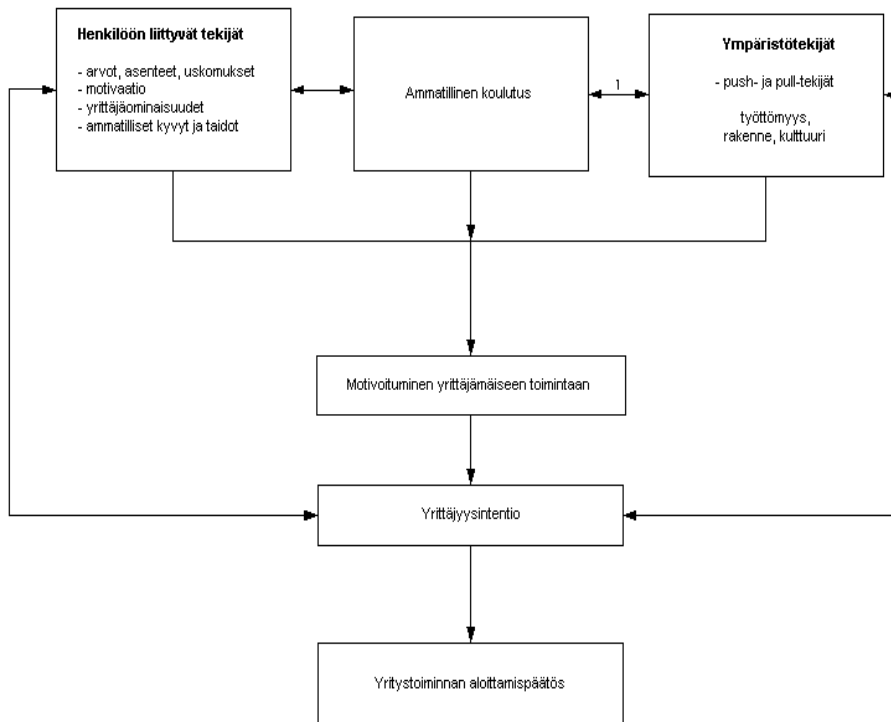 Henkilöön liittyvät tekijät
- arvot, asenteet, uskomukset
- motivaatio
- yrittäjäominaisuudet
- ammatilliset kyvyt ja taidot
Ammatillinen koulutus
1
Ympäristötekijät
- push- ja pull-tekijät
työttömyys,
rakenne, kulttuuri
Motivoituminen yrittäjämäiseen toimintaan
Yrittäjyysintentio
Yritystoiminnan aloittamispäätös